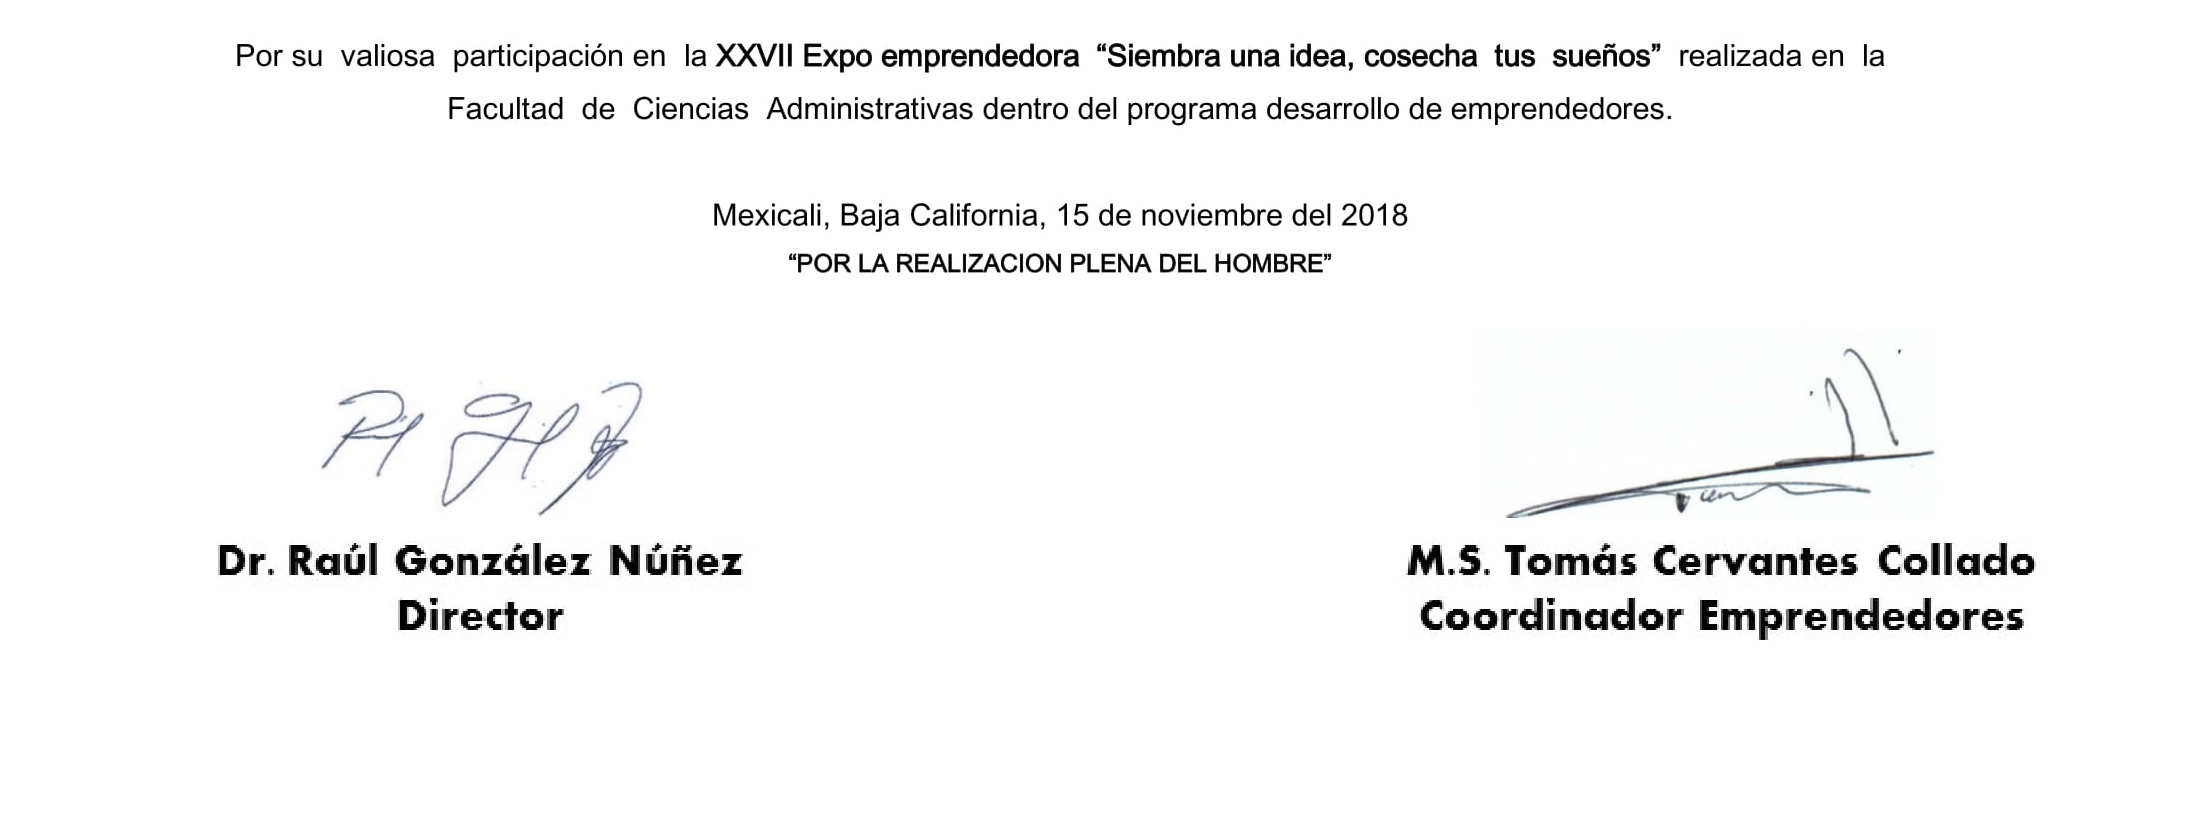 Por su valiosa participación en la XXVII Expo emprendedora “Siembra una idea, cosecha tus sueños” realizada en la
Facultad de Ciencias Administrativas dentro del programa desarrollo de emprendedores.
Mexicali, Baja California, 15 de noviembre del 2018
“POR LA REALIZACION PLENA DEL HOMBRE”
Dr. Raúl González Núñez
Director
M.S. Tomás Cervantes Collado
Coordinador Emprendedores